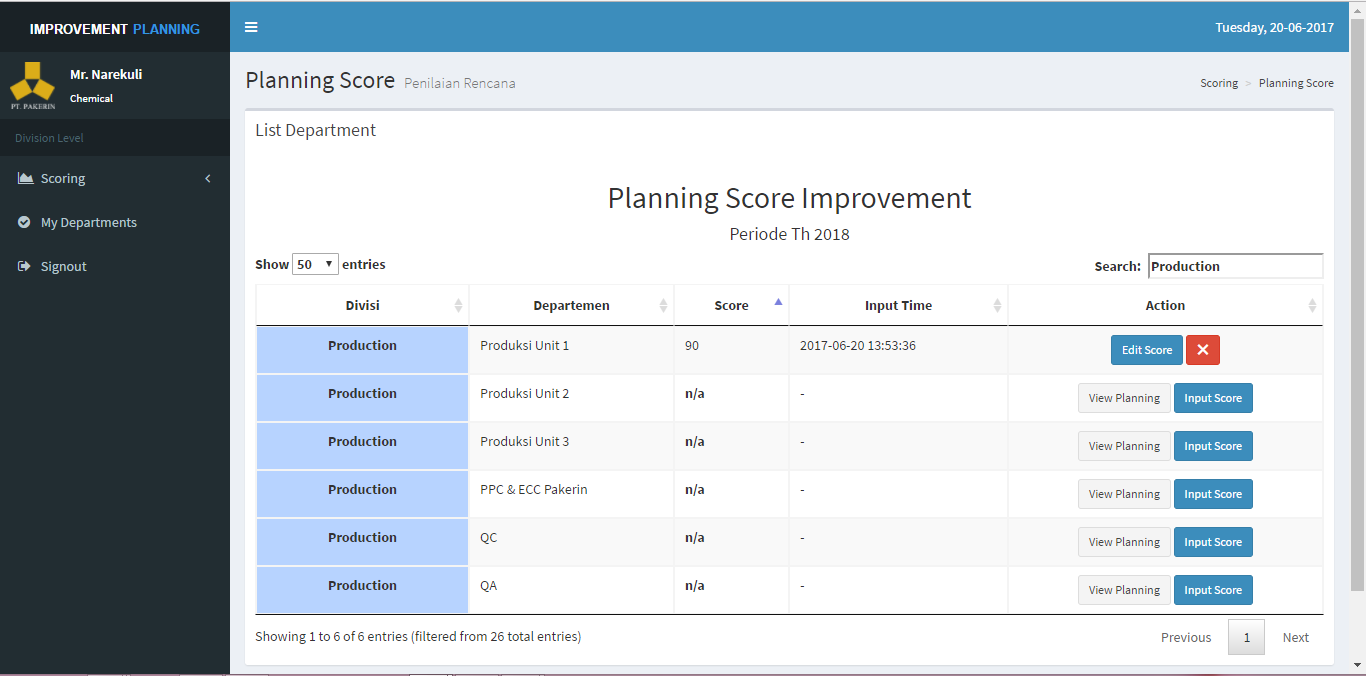 IMPROVEMENT PLANNING
Tuesday, 20-06-2017
Mr. Narekuli
Chemical
PT. PAKERIN
Division Level
Scoring
My Departments
Signout
Planning Score Penilaian Rencana
Scoring > Planning Score
List Department
Planning Score Improvement
Periode Th 2018
Show 50 entries
Search: Production
Divisi Departemen Score Input Time Action
Production Produksi Unit 1 90 2017-06-20 13:53:36 Edit Score
Production Produksi Unit 2 n/a - View Planning Input Score
Production Produksi Unit 3 n/a - View Planning Input Score
Production PPC & ECC Pakerin n/a - View Planning Input Score
Production QC n/a - View Planning Input Score
Production QA n/a - View Planning Input Score
Showing 1 to 6 of 6 entries (filtered from 26 total entries)
Previous 1 Next